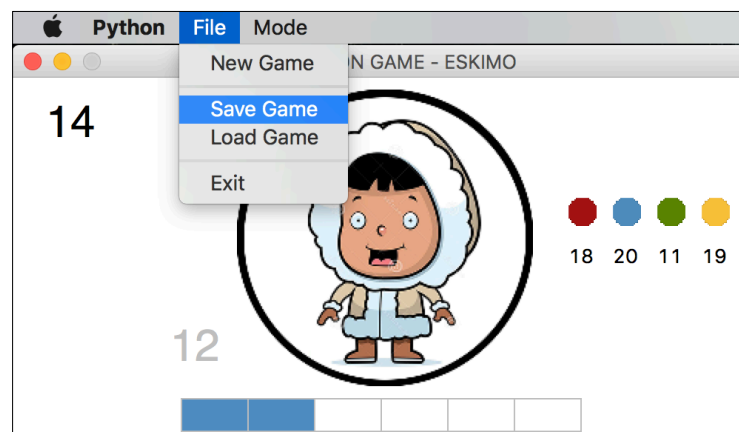 Python File Mode
New Game
N GAME - ESKIMO
Save Game
14
Load Game
Exit
18 20 11 19
12